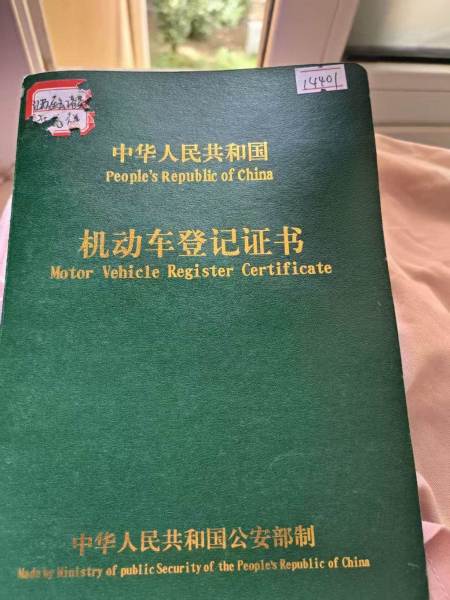 14401
中华人民共和国
People's Republic of China
机动车登记证书
Motor Vehicle Register Certificate
中华人民共和国公安部制
Made by Ministry of public Security of the People's Republic of China